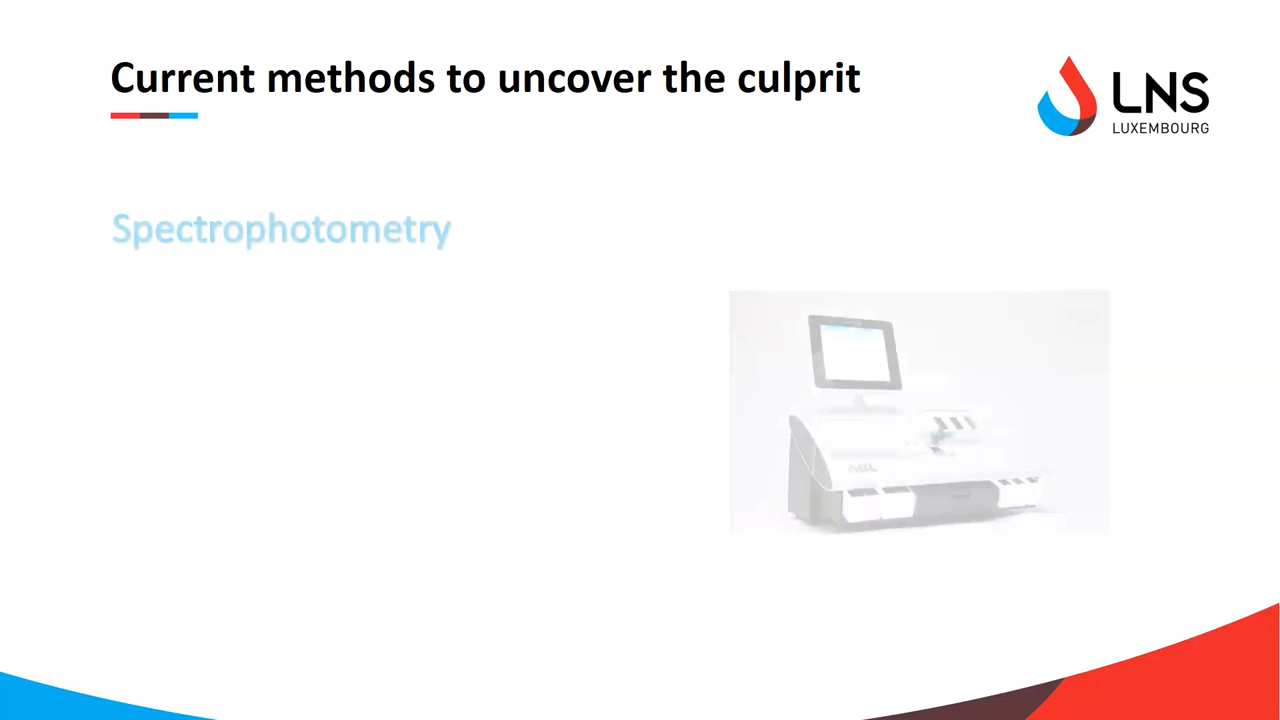 Current methods to uncover the culprit
LNS
LUXEMBOURG
Spectrophotometry